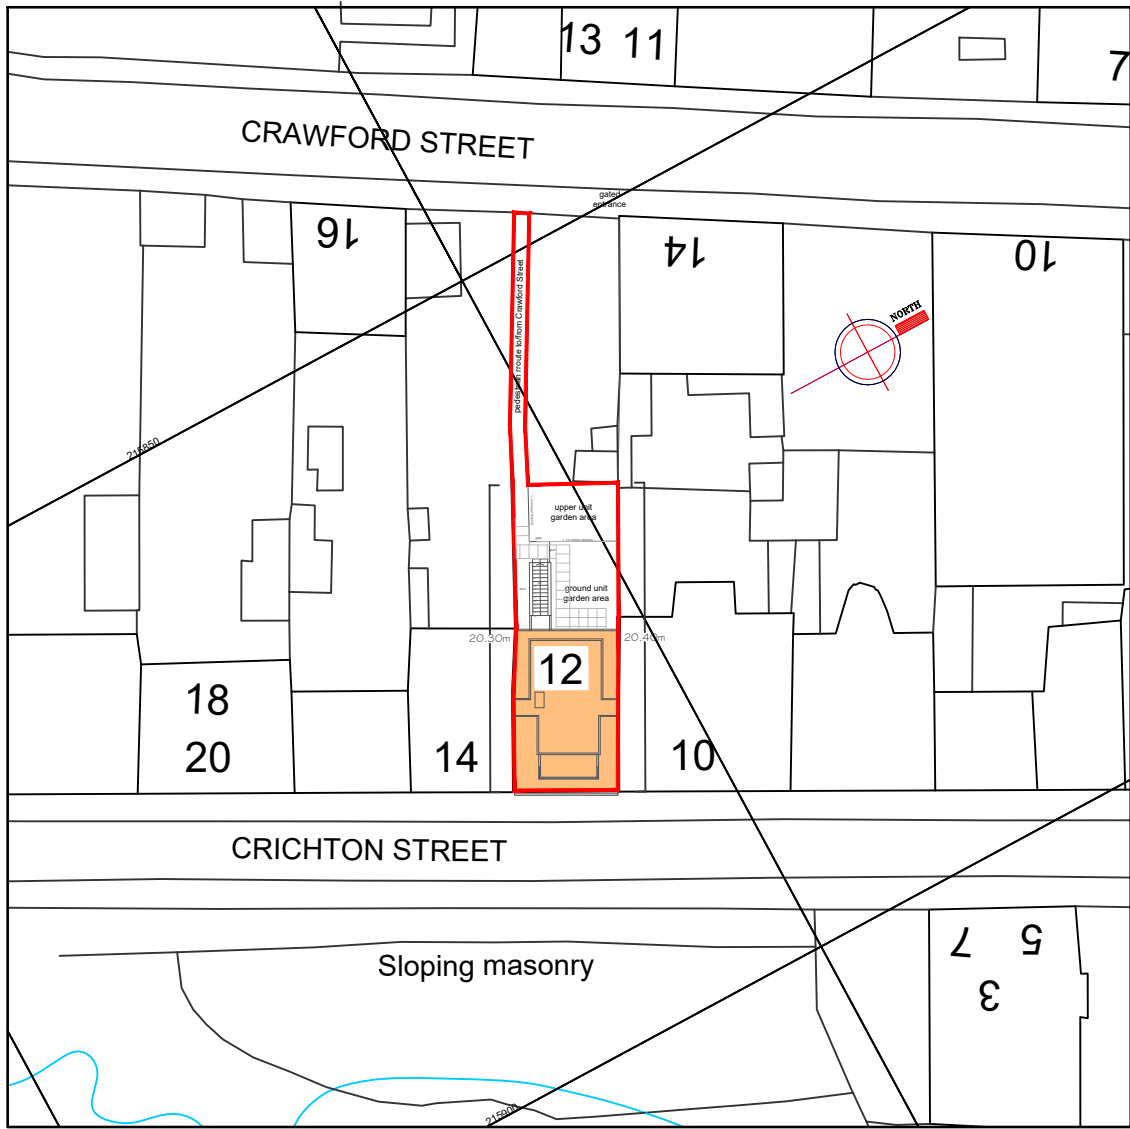 13 11
7
CRAWFORD STREET
gated
entrance
16
14
10
NORTH
pedestrian rroute to/from Crawford Street
215850
upper unit
garden area
ground unit
garden area
20.30m
20.40m
12
18
20
14
10
CRICHTON STREET
7 5
3
Sloping masonry
215900